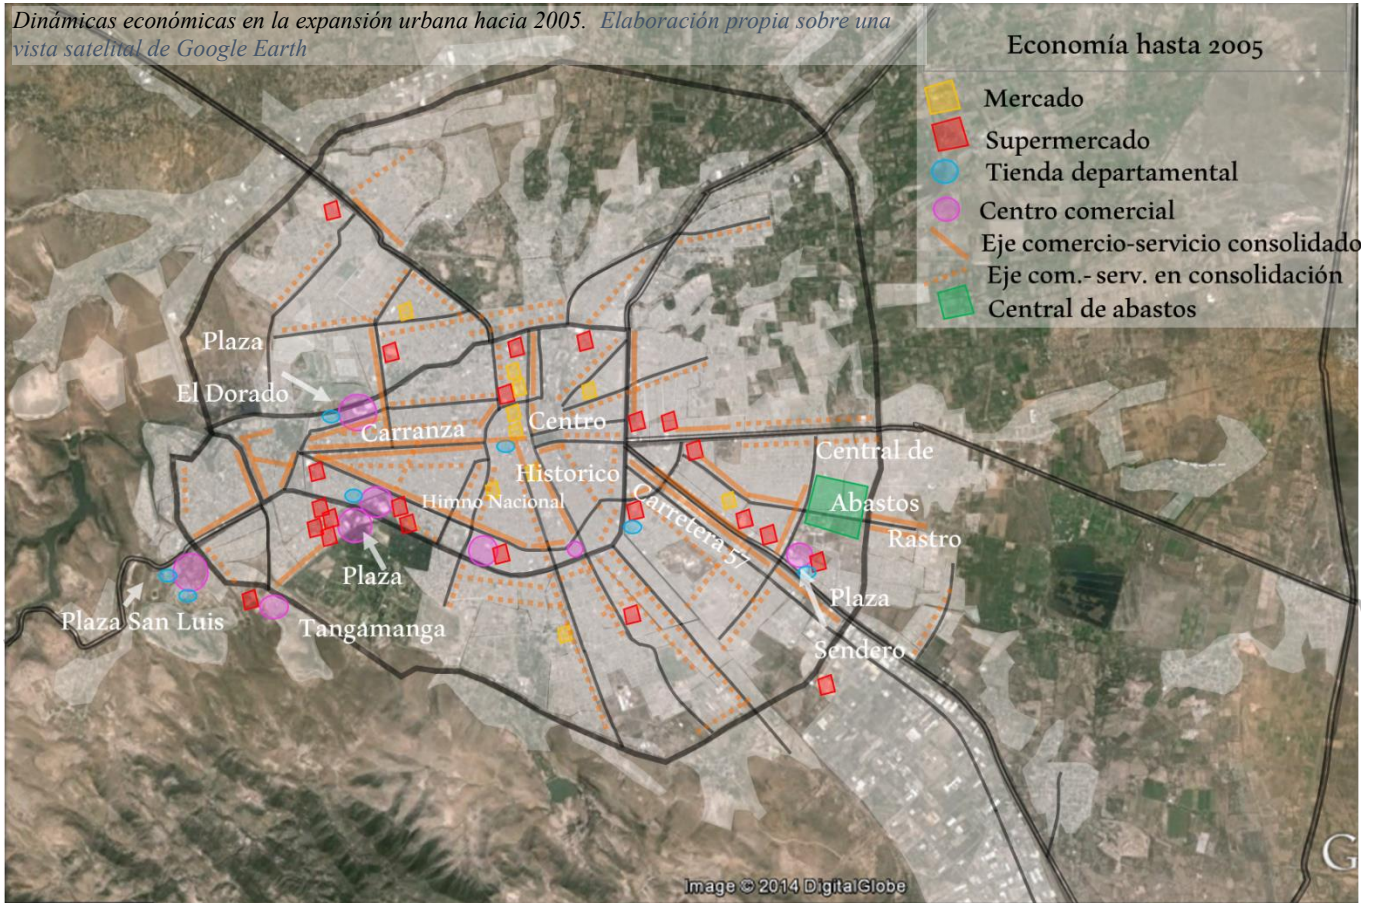 Dinámicas económicas en la expansión urbana hacia 2005. Elaboración propia sobre una
vista satelital de Google Earth
Economía hasta 2005
Mercado
Supermercado
Tienda departamental
Centro comercial
Eje comercio-servicio consolidado
Eje com.- serv. en consolidación
Central de abastos
Plaza
El Dorado
Carranza
Centro
Historico
Himno Nacional
Carretera 57
Central de
Abastos
Rastro
Plaza
Sendero
Plaza
Tangamanga
Plaza San Luis
G
Image © 2014 DigitalGlobe